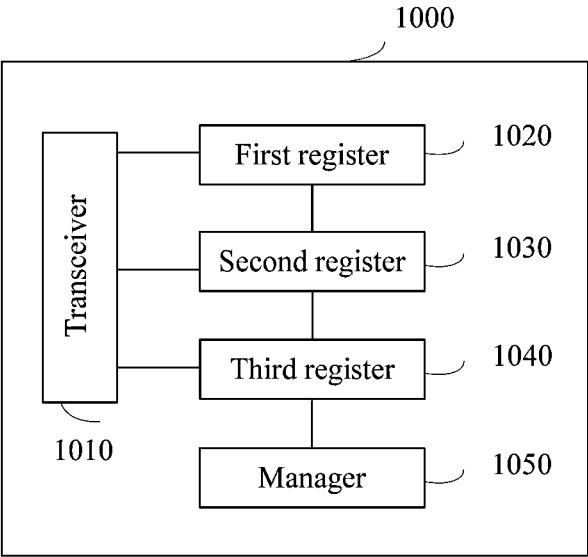 1000
First register
1020
Second register
1030
Transceiver
Third register
1040
1010
Manager
1050